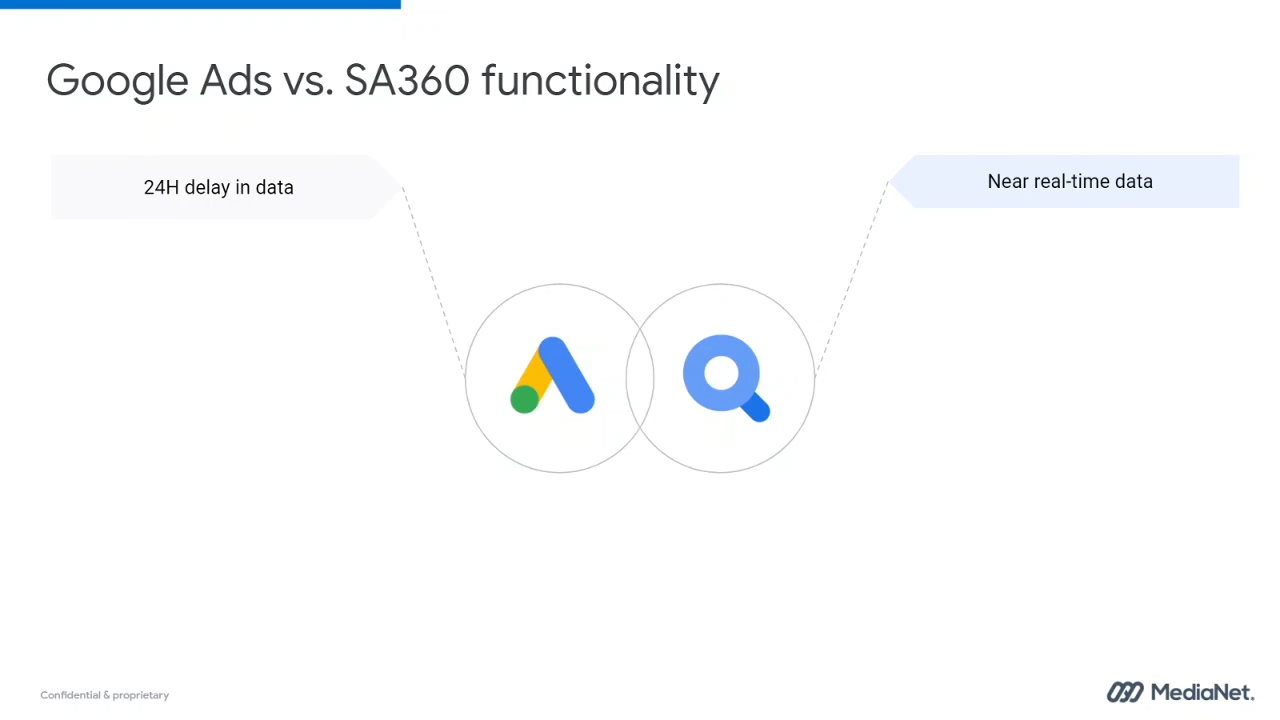 Google Ads vs. SA360 functionality
24H delay in data
Near real-time data
Confidential & proprietary
MediaNet.